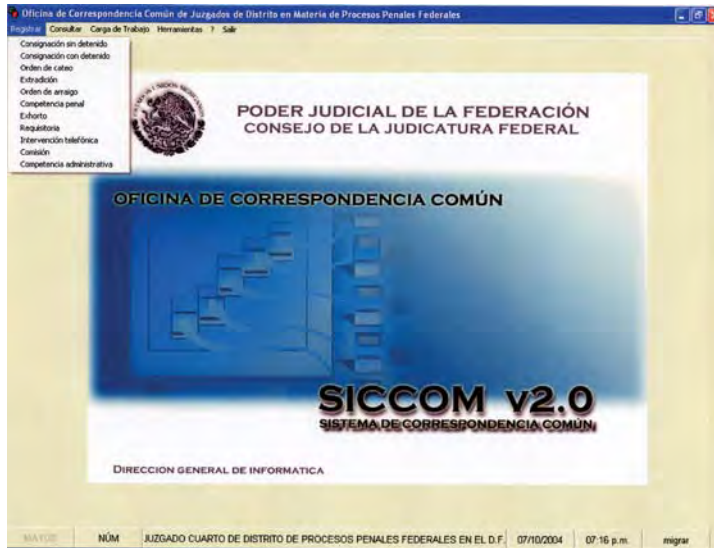 Oficina de Correspondencia Común de Juzgados de Distrito en Materia de Procesos Penales Federales
Registrar Consultar Carga de Trabajo Herramientas ? Salir
Consignación sin detenido
Consignación con detenido
Orden de cateo
Extradición
Orden de arraigo
Competencia penal
Exhorto
Requisitoria
Intervención telefónica
Comisión
Competencia administrativa
PODER JUDICIAL DE LA FEDERACIÓN
CONSEJO DE LA JUDICATURA FEDERAL
OFICINA DE CORRESPONDENCIA COMÚN
SICCOM v2.0
SISTEMA DE CORRESPONDENCIA COMÚN
DIRECCION GENERAL DE INFORMATICA
MAYÚS NÚM JUZGADO CUARTO DE DISTRITO DE PROCESOS PENALES FEDERALES EN EL D.F. 07/10/2004 07:16 p.m. migrar